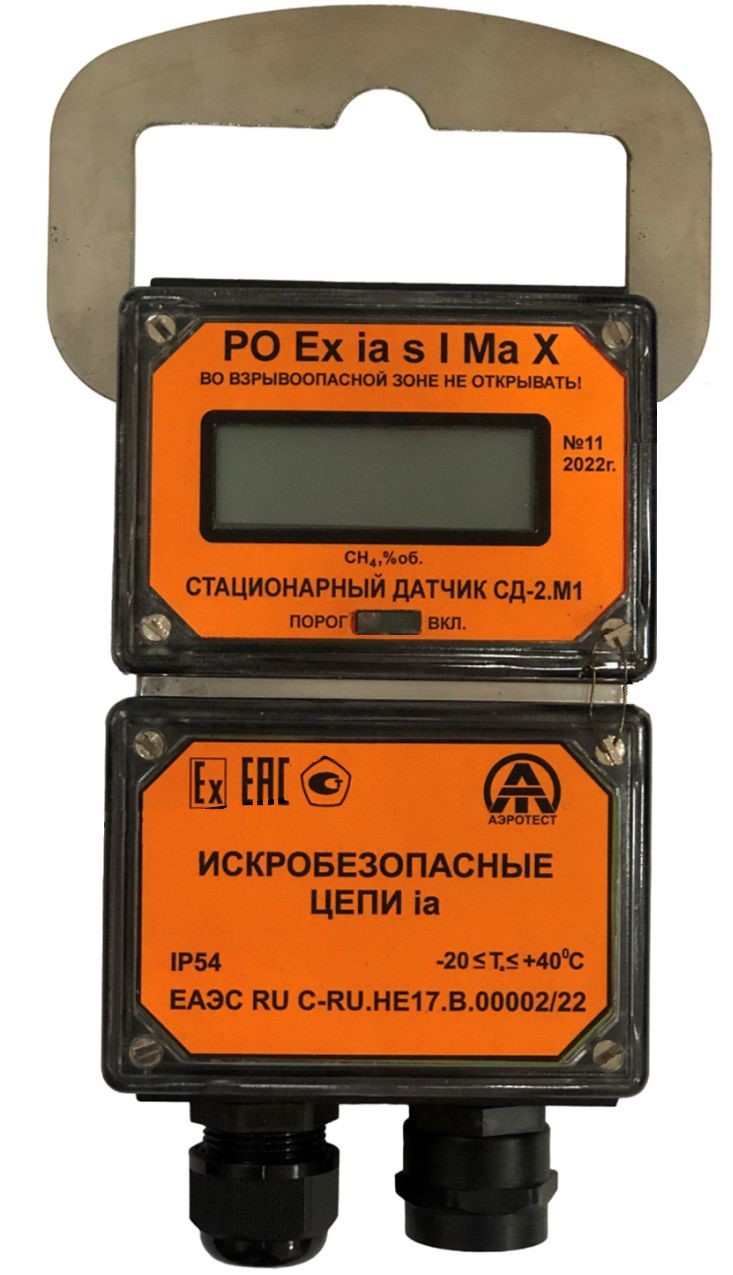 PO Ex ia s I Ma X
ВО ВЗРЫВООПАСНОЙ ЗОНЕ НЕ ОТКРЫВАТЬ!
№11
2022г.
CH₄,%об.
СТАЦИОНАРНЫЙ ДАТЧИК СД-2.М1
ПОРОГ ВКЛ.
Ex EAC
АЭРОТЕСТ
ИСКРОБЕЗОПАСНЫЕ
ЦЕПИ ia
IP54 -20≤Tₐ≤+40⁰C
ЕАЭС RU C-RU.HE17.B.00002/22